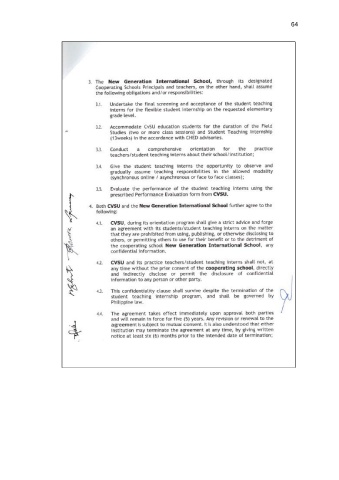 64
3. The New Generation International School, through its designated
Cooperating Schools Principals and teachers, on the other hand, shall assume
the following obligations and/or responsibilities:
3.1. Undertake the final screening and acceptance of the student teaching
interns for the flexible student internship on the requested elementary
grade level.
3.2. Accommodate CvSU education students for the duration of the Field
Studies (two or more class sessions) and Student Teaching Internship
(13weeks) in the accordance with CHED advisories.
3.3. Conduct a comprehensive orientation for the practice
teachers/student teaching interns about their school/institution;
3.4. Give the student teaching interns the opportunity to observe and
gradually assume teaching responsibilities in the allowed modality
(synchronous online / asynchronous or face to face classes);
3.5. Evaluate the performance of the student teaching interns using the
prescribed Performance Evaluation form from CVSU.
4. Both CVSU and the New Generation International School further agree to the
following:
4.1. CVSU, during its orientation program shall give a strict advice and forge
an agreement with its students/student teaching interns on the matter
that they are prohibited from using, publishing, or otherwise disclosing to
others, or permitting others to use for their benefit or to the detriment of
the cooperating school New Generation International School, any
confidential information.
4.2. CVSU and its practice teachers/student teaching interns shall not, at
any time without the prior consent of the cooperating school, directly
and indirectly disclose or permit the disclosure of confidential
information to any person or other party.
4.3. This confidentiality clause shall survive despite the termination of the
student teaching internship program, and shall be governed by
Philippine law.
4.4. The agreement takes effect immediately upon approval both parties
and will remain in force for five (5) years. Any revision or renewal to the
agreement is subject to mutual consent. It is also understood that either
institution may terminate the agreement at any time, by giving written
notice at least six (6) months prior to the intended date of termination;